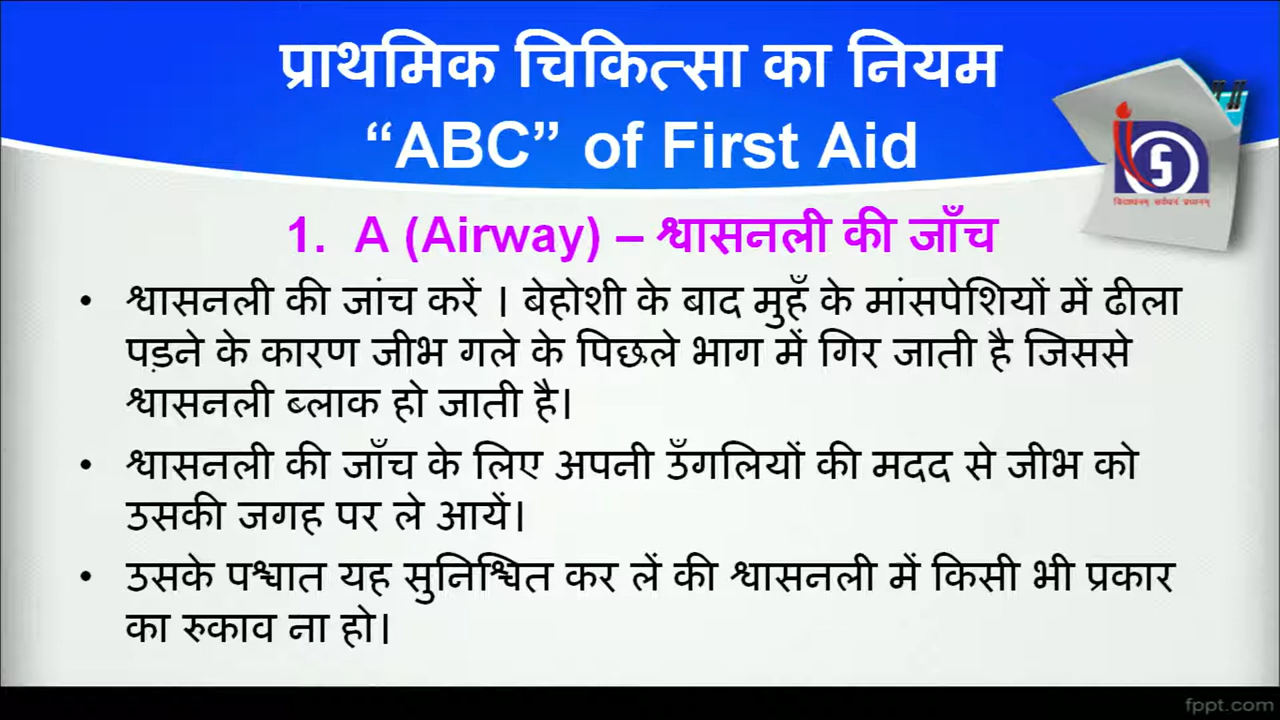 प्राथमिक चिकित्सा का नियम
“ABC” of First Aid
1. A (Airway) – श्वासनली की जाँच
• श्वासनली की जांच करें । बेहोशी के बाद मुहँ के मांसपेशियों में ढीला
पड़ने के कारण जीभ गले के पिछले भाग में गिर जाती है जिससे
श्वासनली ब्लाक हो जाती है।
• श्वासनली की जाँच के लिए अपनी उँगलियों की मदद से जीभ को
उसकी जगह पर ले आयें।
• उसके पश्चात यह सुनिश्चित कर लें की श्वासनली में किसी भी प्रकार
का रुकाव ना हो।
fppt.com